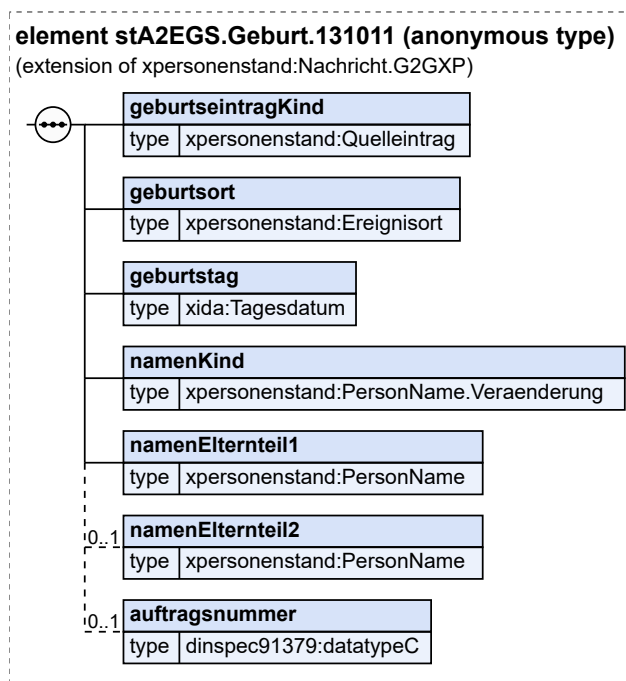 element stA2EGS.Geburt.131011 (anonymous type)
(extension of xpersonenstand:Nachricht.G2GXP)
geburtseintragKind
type xpersonenstand:Quelleintrag
geburtsort
type xpersonenstand:Ereignisort
geburtstag
type xida:Tagesdatum
namenKind
type xpersonenstand:PersonName.Veraenderung
namenElternteil1
type xpersonenstand:PersonName
0..1 namenElternteil2
type xpersonenstand:PersonName
0..1 auftragsnummer
type dinspec91379:datatypeC